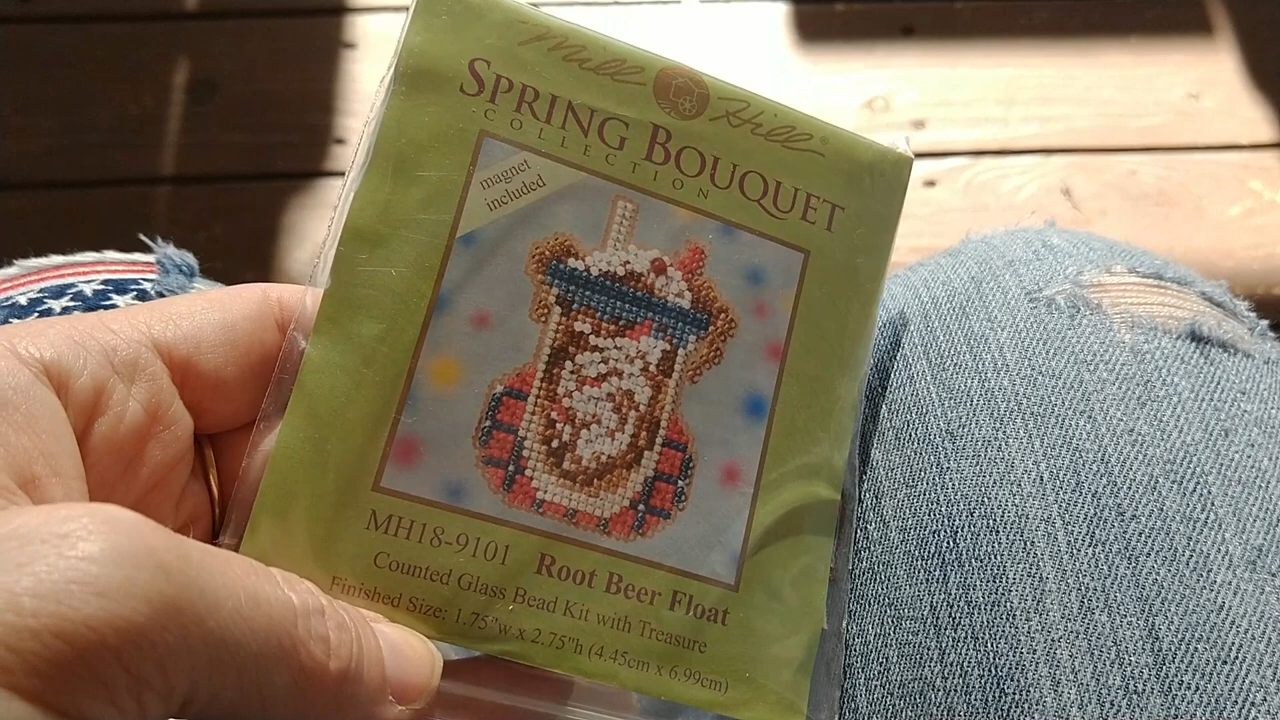 Mill Hill®
SPRING BOUQUET
-COLLECTION
magnet
included
MH18-9101 Root Beer Float
Counted Glass Bead Kit with Treasure
Finished Size: 1.75"w x 2.75"h (4.45cm x 6.99cm)